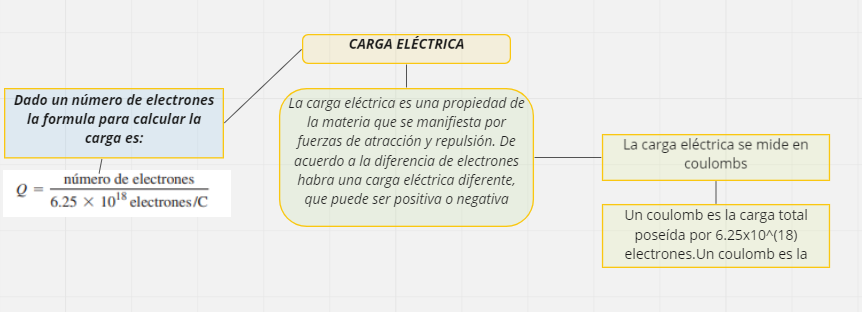 CARGA ELÉCTRICA
Dado un número de electrones
la formula para calcular la
carga es:
Q = número de electrones / 6.25 × 10^18 electrones/C
La carga eléctrica es una propiedad de
la materia que se manifiesta por
fuerzas de atracción y repulsión. De
acuerdo a la diferencia de electrones
habra una carga eléctrica diferente,
que puede ser positiva o negativa
La carga eléctrica se mide en
coulombs
Un coulomb es la carga total
poseída por 6.25x10^(18)
electrones.Un coulomb es la